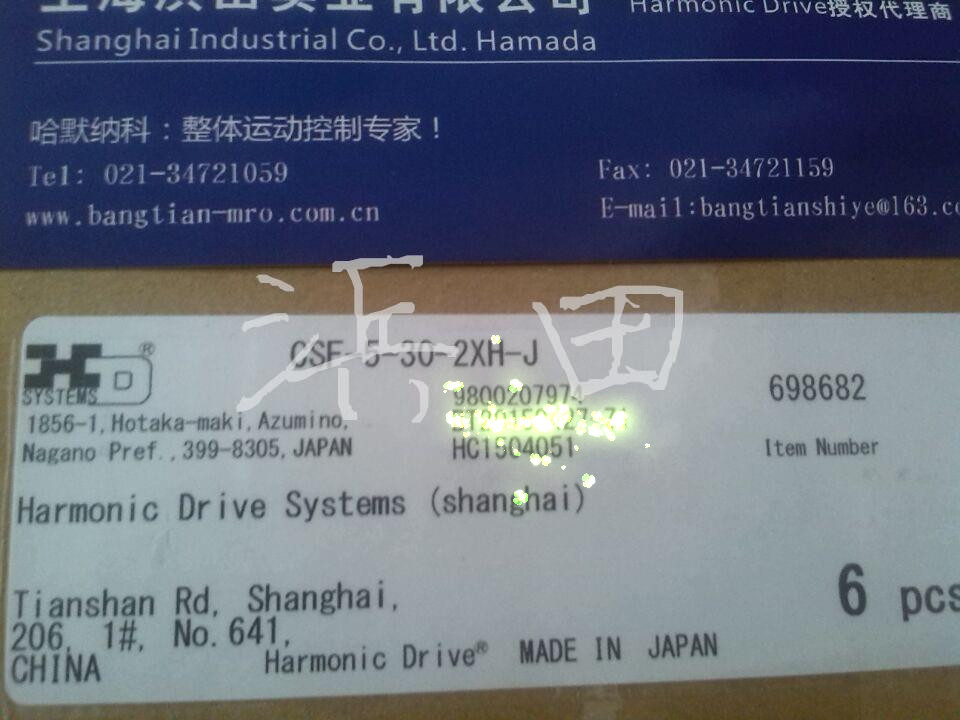 Harmonic Drive授权代理商
Shanghai Industrial Co., Ltd. Hamada
哈默纳科：整体运动控制专家！
Tel: 021-34721059
Fax: 021-34721159
www.bangtian-mro.com.cn
E-mail:bangtianshiye@163.co
浜田
SYSTEMS
HD®
CSF-5-30-2XH-J
9800207974
698682
1856-1,Hotaka-maki,Azumino,
Nagano Pref.,399-8305,JAPAN
HC1504051
Item Number
Harmonic Drive Systems (shanghai)
Tianshan Rd, Shanghai,
206, 1#, No.641,
CHINA
6 pcs
Harmonic Drive® MADE IN JAPAN